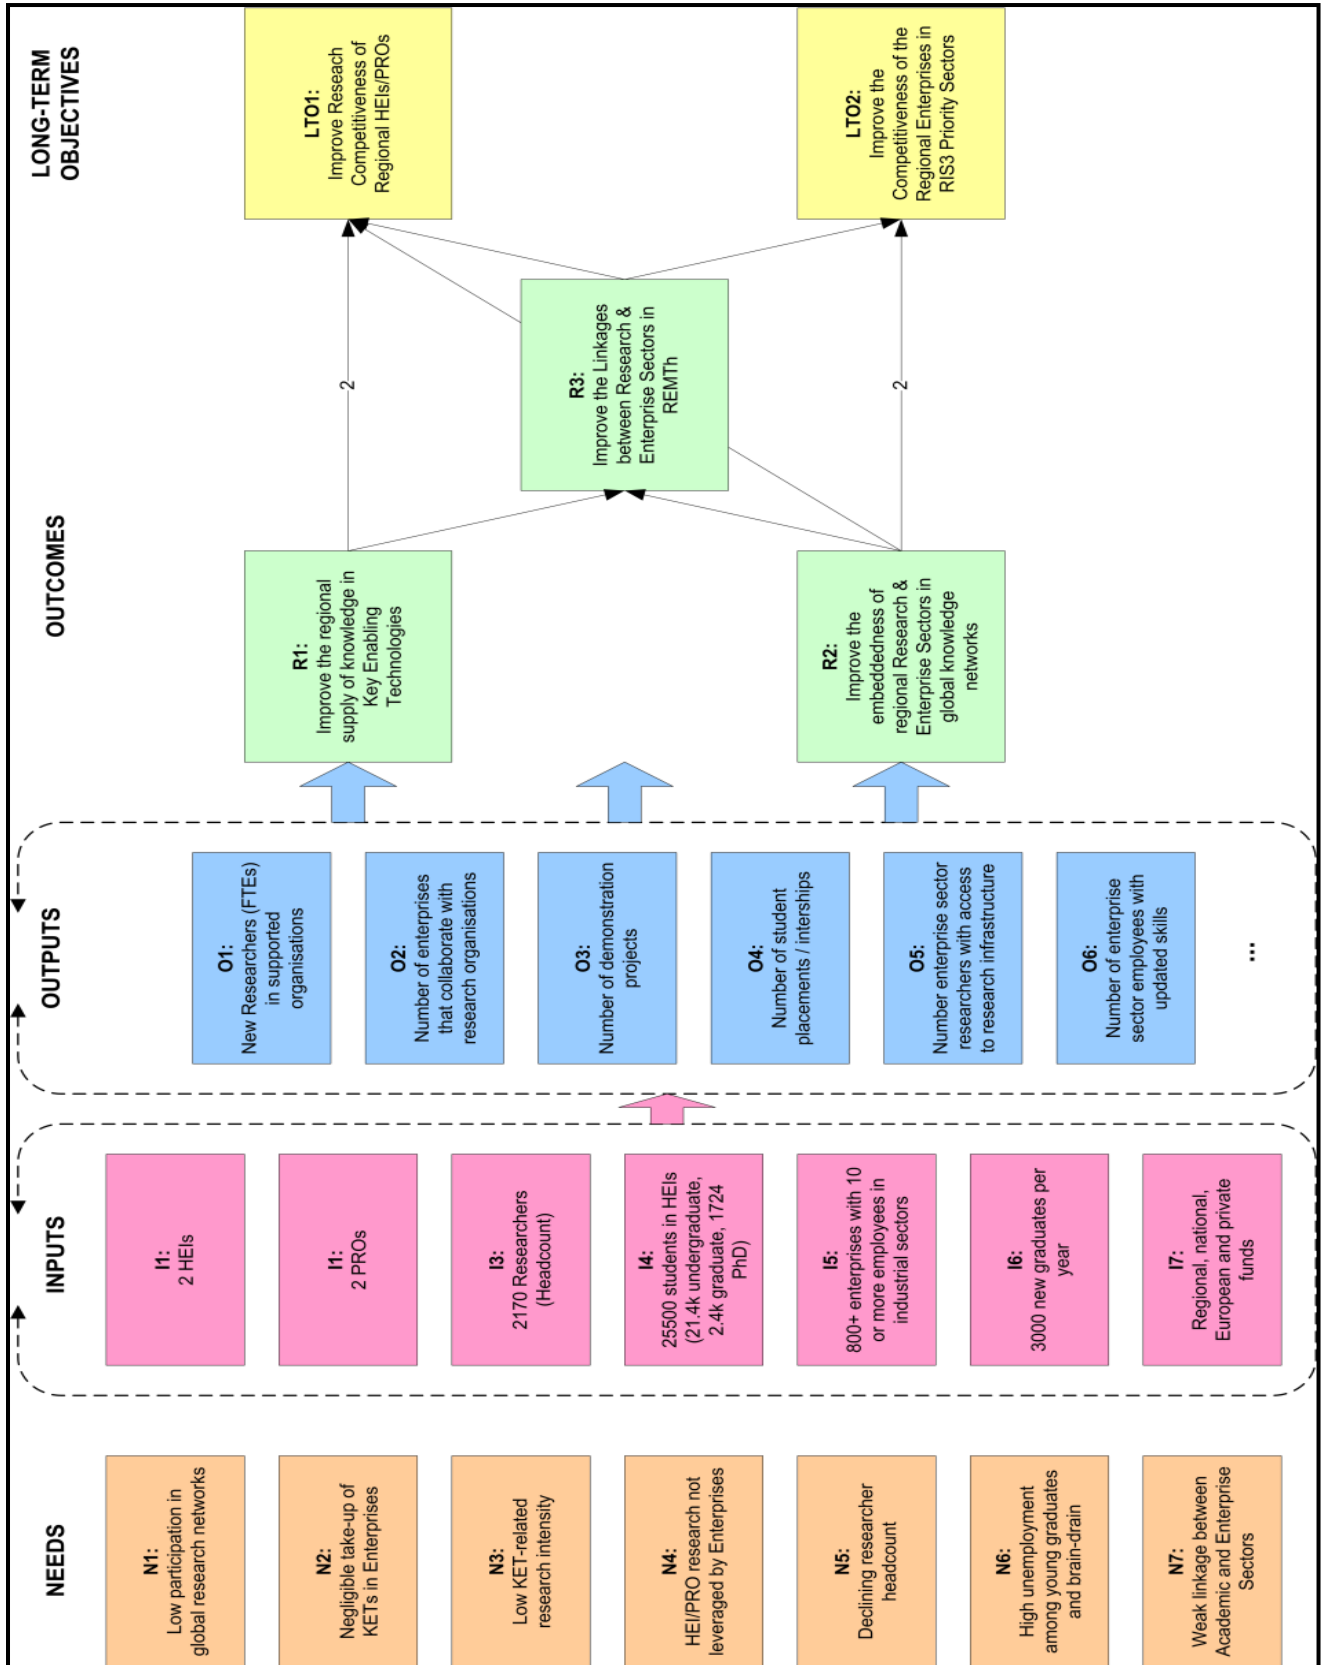 NEEDS
N1:
Low participation in
global research networks
N2:
Negligible take-up of
KETs in Enterprises
N3:
Low KET-related
research intensity
N4:
HEI/PRO research not
leveraged by Enterprises
N5:
Declining researcher
headcount
N6:
High unemployment
among young graduates
and brain-drain
N7:
Weak linkage between
Academic and Enterprise
Sectors
INPUTS
I1:
2 HEIs
I1:
2 PROs
I3:
2170 Researchers
(Headcount)
I4:
25500 students in HEIs
(21.4k undergraduate,
2.4k graduate, 1724
PhD)
I5:
800+ enterprises with 10
or more employees in
industrial sectors
I6:
3000 new graduates per
year
I7:
Regional, national,
European and private
funds
OUTPUTS
O1:
New Researchers (FTEs)
in supported
organisations
O2:
Number of enterprises
that collaborate with
research organisations
O3:
Number of demonstration
projects
O4:
Number of student
placements / interships
O5:
Number enterprise sector
researchers with access
to research infrastructure
O6:
Number of enterprise
sector employees with
updated skills
...
OUTCOMES
R1:
Improve the regional
supply of knowledge in
Key Enabling
Technologies
R2:
Improve the
embeddedness of
regional Research &
Enterprise Sectors in
global knowledge
networks
R3:
Improve the Linkages
between Research &
Enterprise Sectors in
REMTh
2
2
LONG-TERM
OBJECTIVES
LTO1:
Improve Reseach
Competitiveness of
Regional HEIs/PROs
LTO2:
Improve the
Competitiveness of the
Regional Enterprises in
RIS3 Priority Sectors